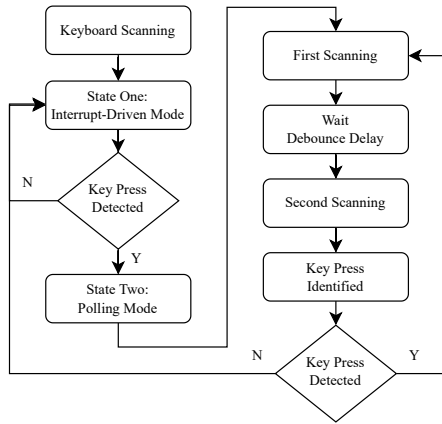 Keyboard Scanning
State One:
Interrupt-Driven Mode
Key Press
Detected
N
Y
State Two:
Polling Mode
First Scanning
Wait
Debounce Delay
Second Scanning
Key Press
Identified
Key Press
Detected
N
Y